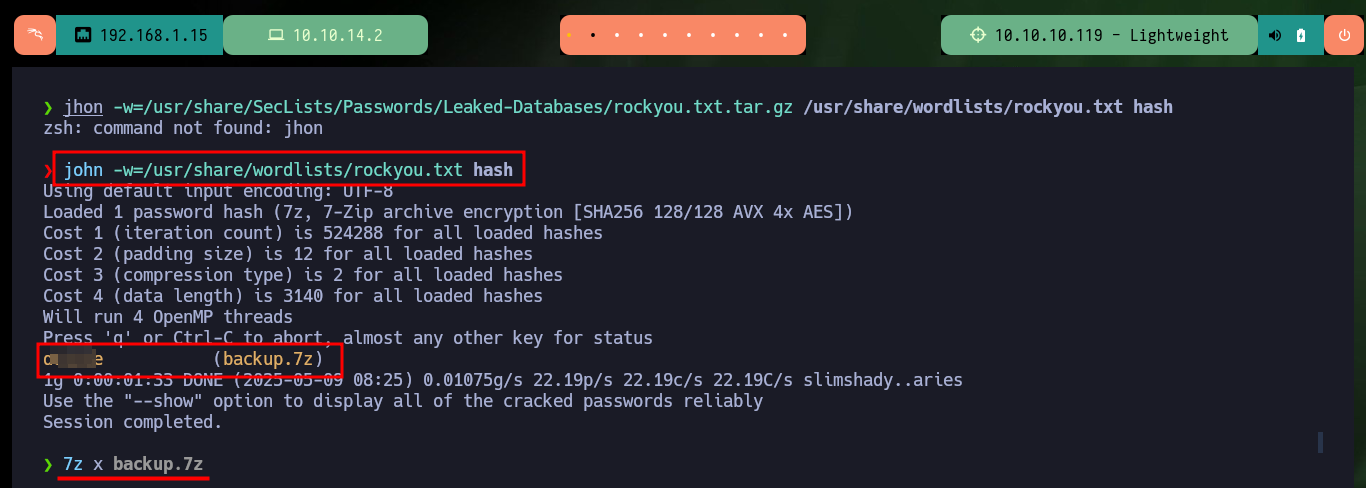 192.168.1.15 10.10.14.2 10.10.10.119 - Lightweight
❯ jhon -w=/usr/share/SecLists/Passwords/Leaked-Databases/rockyou.txt.tar.gz /usr/share/wordlists/rockyou.txt hash
zsh: command not found: jhon
❯ john -w=/usr/share/wordlists/rockyou.txt hash
Using default input encoding: UTF-8
Loaded 1 password hash (7z, 7-Zip archive encryption [SHA256 128/128 AVX 4x AES])
Cost 1 (iteration count) is 524288 for all loaded hashes
Cost 2 (padding size) is 12 for all loaded hashes
Cost 3 (compression type) is 2 for all loaded hashes
Cost 4 (data length) is 3140 for all loaded hashes
Will run 4 OpenMP threads
Press 'q' or Ctrl-C to abort, almost any other key for status
(backup.7z)
1g 0:00:01:33 DONE (2025-05-09 08:25) 0.01075g/s 22.19p/s 22.19c/s 22.19C/s slimshady..aries
Use the "--show" option to display all of the cracked passwords reliably
Session completed.
❯ 7z x backup.7z